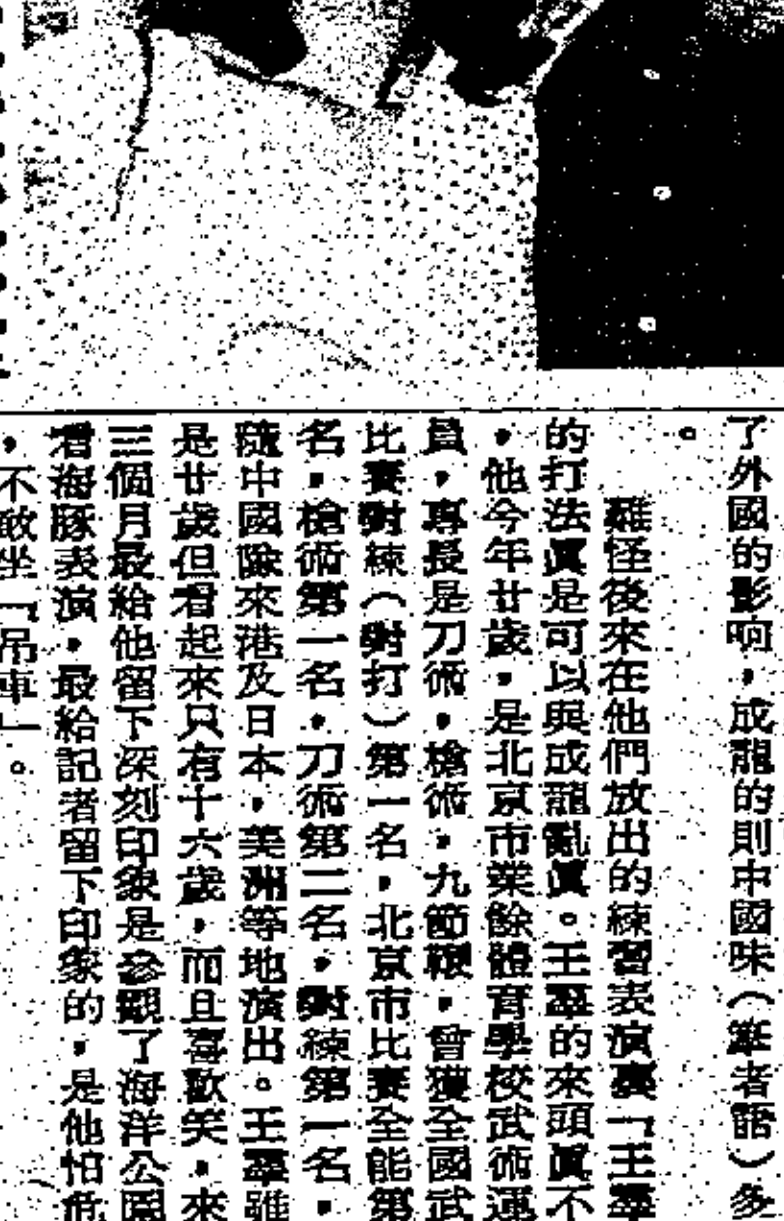 了外國的影响，成龍的則中國味（筆者語）多
。
難怪後來在他們放出的練習表演裏「王群
的打法眞是可以與成龍亂眞。王群的來頭眞不
，他今年廿歲，是北京市業餘體育學校武術運
員，專長是刀術，槍術，九節鞭，曾獲全國武
比賽對練（對打）第一名，北京市比賽全能第
名，槍術第一名，刀術第二名，對練第一名，
隨中國隊來港及日本，美洲等地演出。王群雖
是廿歲但看起來只有十六歲，而且喜歡笑，來
三個月最給他留下深刻印象是參觀了海洋公園
看海豚表演，最給記者留下印象的，是他怕危
，不敢坐「吊車」。